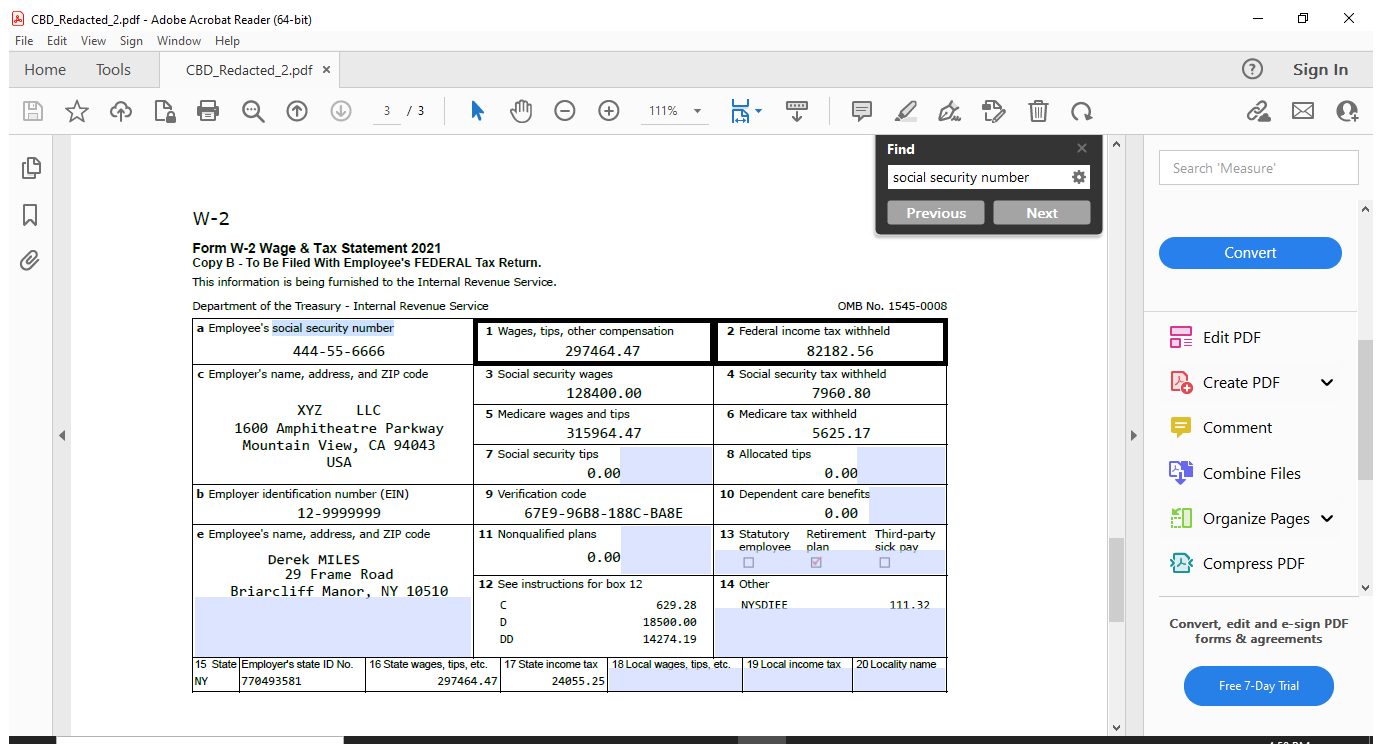 CBD_Redacted_2.pdf - Adobe Acrobat Reader (64-bit)
File Edit View Sign Window Help
Home Tools CBD_Redacted_2.pdf × Sign In
3 / 3 111%
Find
social security number
Previous Next
Search 'Measure'
Convert
Edit PDF
Create PDF
Comment
Combine Files
Organize Pages
Compress PDF
Convert, edit and e-sign PDF
forms & agreements
Free 7-Day Trial
W-2
Form W-2 Wage & Tax Statement 2021
Copy B - To Be Filed With Employee's FEDERAL Tax Return.
This information is being furnished to the Internal Revenue Service.
Department of the Treasury - Internal Revenue Service OMB No. 1545-0008
a Employee's social security number
444-55-6666
1 Wages, tips, other compensation
297464.47
2 Federal income tax withheld
82182.56
c Employer's name, address, and ZIP code
XYZ LLC
1600 Amphitheatre Parkway
Mountain View, CA 94043
USA
3 Social security wages
128400.00
4 Social security tax withheld
7960.80
5 Medicare wages and tips
315964.47
6 Medicare tax withheld
5625.17
7 Social security tips
0.00
8 Allocated tips
0.00
b Employer identification number (EIN)
12-9999999
9 Verification code
67E9-96B8-188C-BA8E
10 Dependent care benefits
0.00
e Employee's name, address, and ZIP code
Derek MILES
29 Frame Road
Briarcliff Manor, NY 10510
11 Nonqualified plans
0.00
13 Statutory employee Retirement plan Third-party sick pay
12 See instructions for box 12
C 629.28
D 18500.00
DD 14274.19
14 Other
NYSDIEE 111.32
15 State Employer's state ID No. 16 State wages, tips, etc. 17 State income tax 18 Local wages, tips, etc. 19 Local income tax 20 Locality name
NY 770493581 297464.47 24055.25